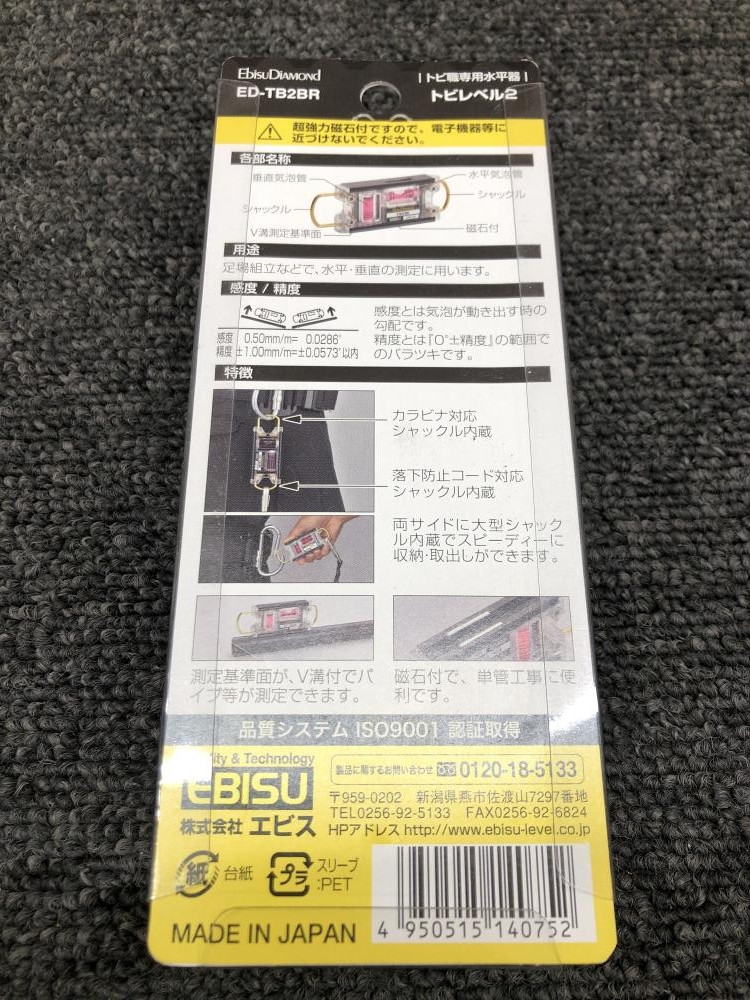 EBISUDIAMOND
|トビ職専用水平器|
ED-TB2BR
トビレベル2
超強力磁石付ですので、電子機器等に
近づけないでください。
各部名称
垂直気泡管
水平気泡管
シャックル
シャックル
V溝測定基準面
磁石付
用途
足場組立などで、水平・垂直の測定に用います。
感度 / 精度
感度 0.50mm/m= 0.0286°
精度 ±1.00mm/m=±0.0573°以内
感度とは気泡が動き出す時の
勾配です。
精度とは『0°±精度』の範囲で
のバラツキです。
特徴
カラビナ対応
シャックル内蔵
落下防止コード対応
シャックル内蔵
両サイドに大型シャック
ル内蔵でスピーディーに
収納・取出しができます。
測定基準面が、V溝付でパ
イプ等が測定できます。
磁石付で、単管工事に便
利です。
品質システム ISO9001 認証取得
& Technology
EBISU
株式会社 エビス
製品に関するお問い合わせ 0120-18-5133
〒959-0202 新潟県燕市佐渡山7297番地
TEL0256-92-5133 FAX0256-92-6824
HPアドレス http://www.ebisu-level.co.jp
紙
台紙
プラ
スリーブ
:PET
MADE IN JAPAN
4 950515 140752